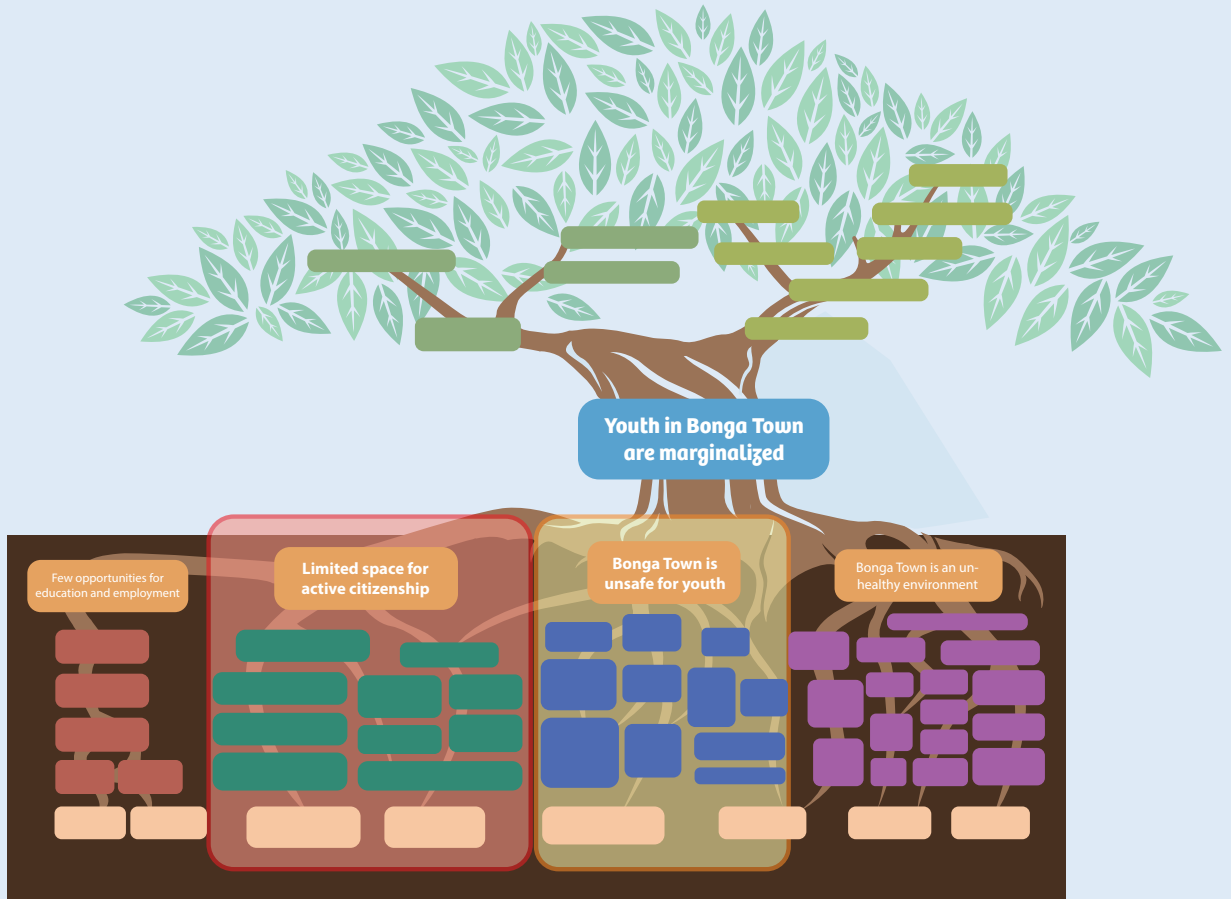 Youth in Bonga Town
are marginalized
Few opportunities for
education and employment
Limited space for
active citizenship
Bonga Town is
unsafe for youth
Bonga Town is an un-
healthy environment